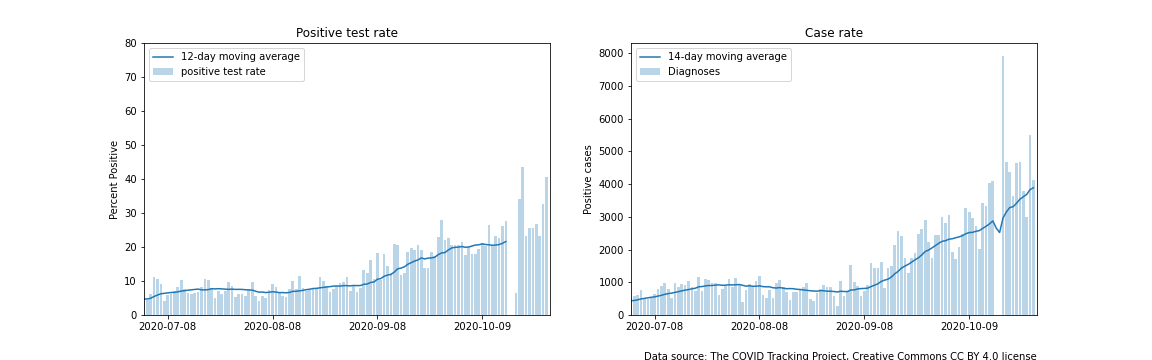 Positive test rate
80
70
60
50
40
30
20
10
0
Percent Positive
12-day moving average
positive test rate
2020-07-08
2020-08-08
2020-09-08
2020-10-09
Case rate
8000
7000
6000
5000
4000
3000
2000
1000
0
Positive cases
14-day moving average
Diagnoses
2020-07-08
2020-08-08
2020-09-08
2020-10-09
Data source: The COVID Tracking Project, Creative Commons CC BY 4.0 license